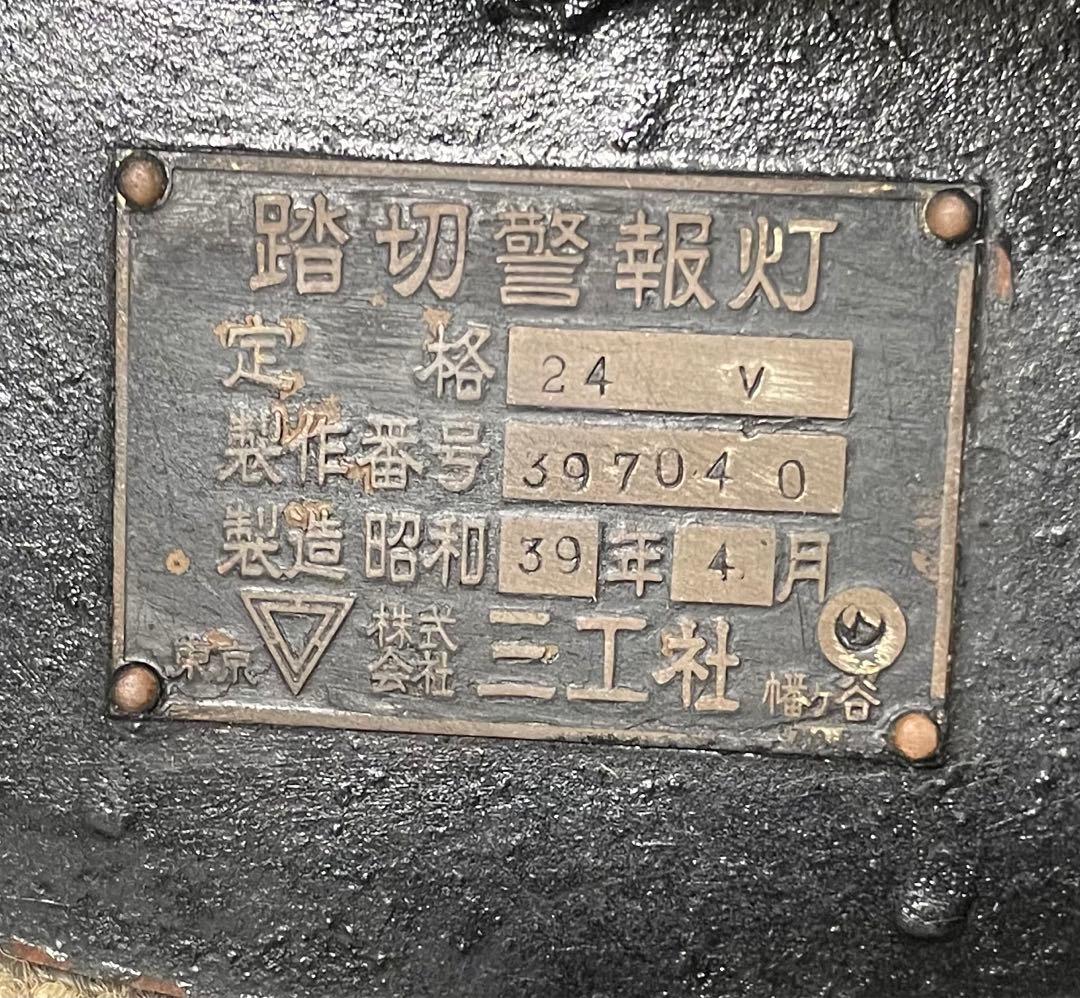 踏切警報灯
定格 24 V
製作番号 397040
製造 昭和 39 年 4 月
東京 株式会社 三工社 幡ヶ谷